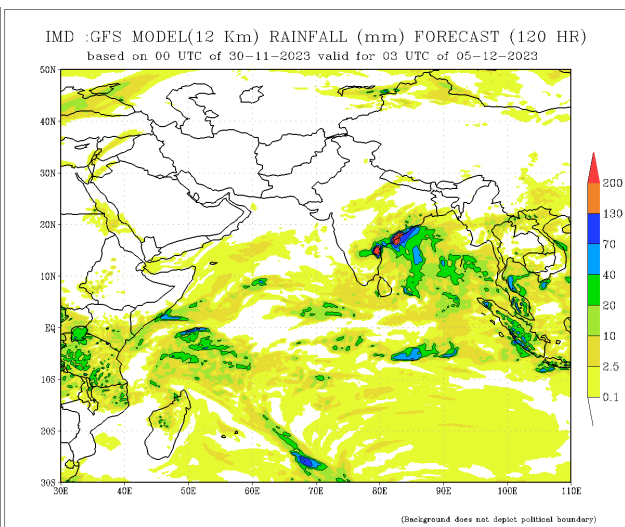 IMD :GFS MODEL(12 Km) RAINFALL (mm) FORECAST (120 HR)
based on 00 UTC of 30-11-2023 valid for 03 UTC of 05-12-2023
50N
40N
30N
20N
10N
EQ
10S
20S
30S
30E 40E 50E 60E 70E 80E 90E 100E 110E
200
130
70
40
20
10
2.5
0.1
(Background does not depict political boundary)